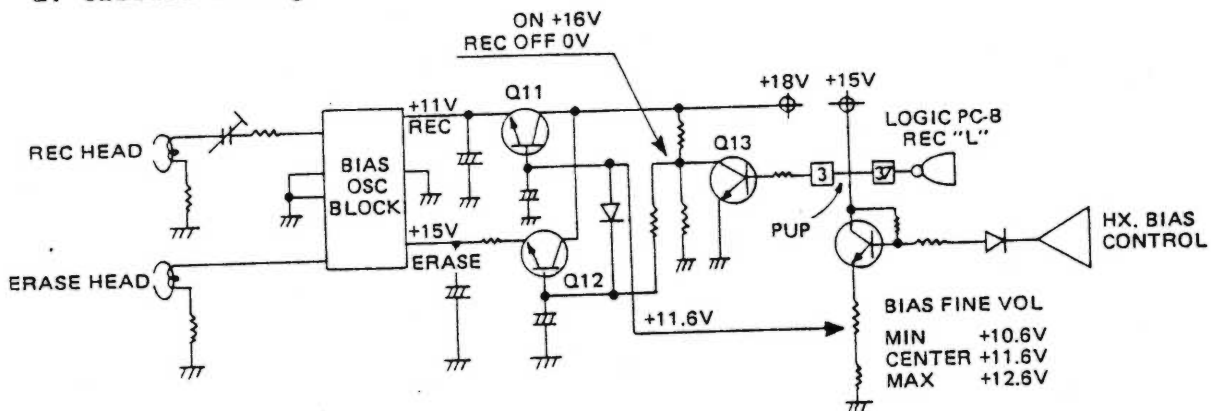 ON +16V
REC OFF 0V
+18V
+15V
Q11
+11V
REC
LOGIC PC-8
REC "L"
Q13
REC HEAD
BIAS
OSC
BLOCK
3
37
PUP
HX. BIAS
CONTROL
+15V
ERASE
Q12
ERASE HEAD
+11.6V
BIAS FINE VOL
MIN +10.6V
CENTER +11.6V
MAX +12.6V